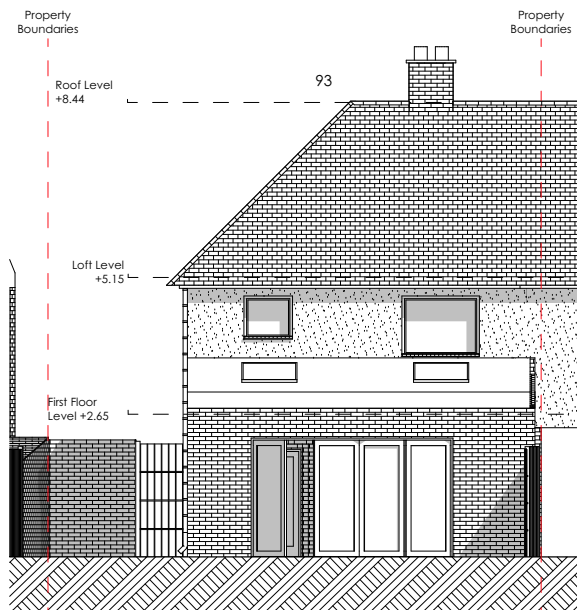 Property
Boundaries
Property
Boundaries
Roof Level
+8.44
93
Loft Level
+5.15
First Floor
Level +2.65